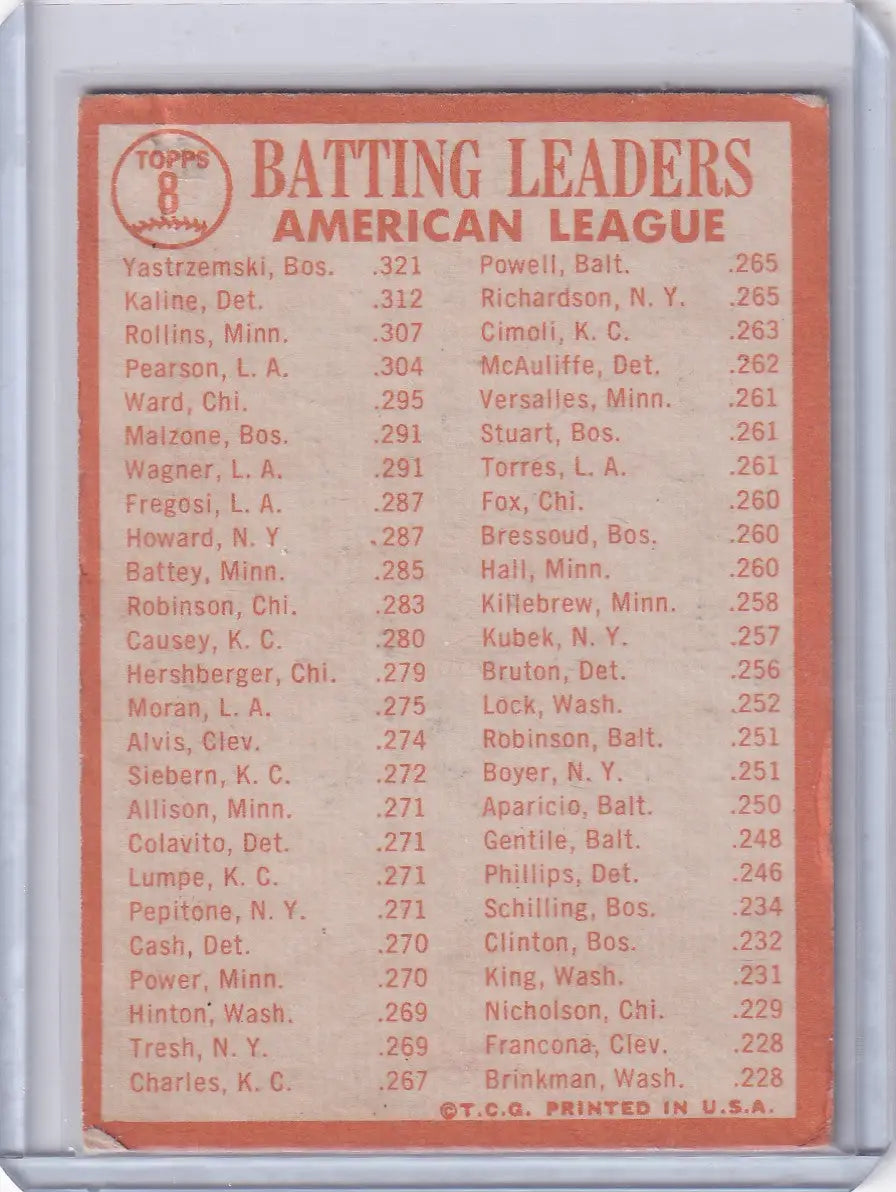 TOPPS
8
BATTING LEADERS
AMERICAN LEAGUE
Yastrzemski, Bos. .321
Kaline, Det. .312
Rollins, Minn. .307
Pearson, L. A. .304
Ward, Chi. .295
Malzone, Bos. .291
Wagner, L. A. .291
Fregosi, L. A. .287
Howard, N. Y .287
Battey, Minn. .285
Robinson, Chi. .283
Causey, K. C. .280
Hershberger, Chi. .279
Moran, L. A. .275
Alvis, Clev. .274
Siebern, K. C. .272
Allison, Minn. .271
Colavito, Det. .271
Lumpe, K. C. .271
Pepitone, N. Y. .271
Cash, Det. .270
Power, Minn. .270
Hinton, Wash. .269
Tresh, N. Y. .269
Charles, K. C. .267
Powell, Balt. .265
Richardson, N. Y. .265
Cimoli, K. C. .263
McAuliffe, Det. .262
Versalles, Minn. .261
Stuart, Bos. .261
Torres, L. A. .261
Fox, Chi. .260
Bressoud, Bos. .260
Hall, Minn. .260
Killebrew, Minn. .258
Kubek, N. Y. .257
Bruton, Det. .256
Lock, Wash. .252
Robinson, Balt. .251
Boyer, N. Y. .251
Aparicio, Balt. .250
Gentile, Balt. .248
Phillips, Det. .246
Schilling, Bos. .234
Clinton, Bos. .232
King, Wash. .231
Nicholson, Chi. .229
Francona, Clev. .228
Brinkman, Wash. .228
©T.C.G. PRINTED IN U.S.A.